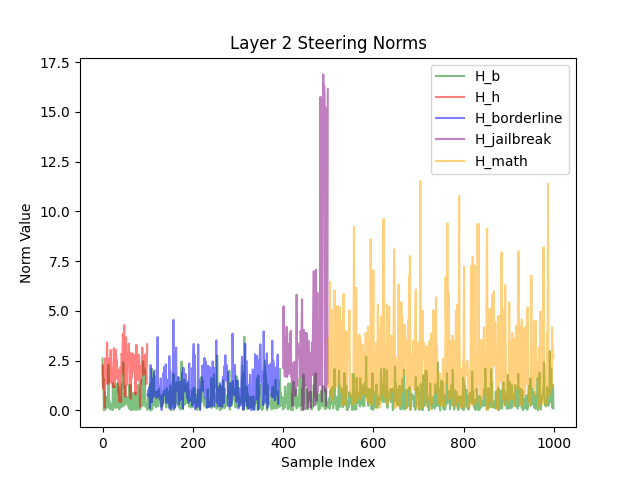 Layer 2 Steering Norms
17.5
15.0
12.5
10.0
7.5
5.0
2.5
0.0
Norm Value
H_b
H_h
H_borderline
H_jailbreak
H_math
0 200 400 600 800 1000
Sample Index